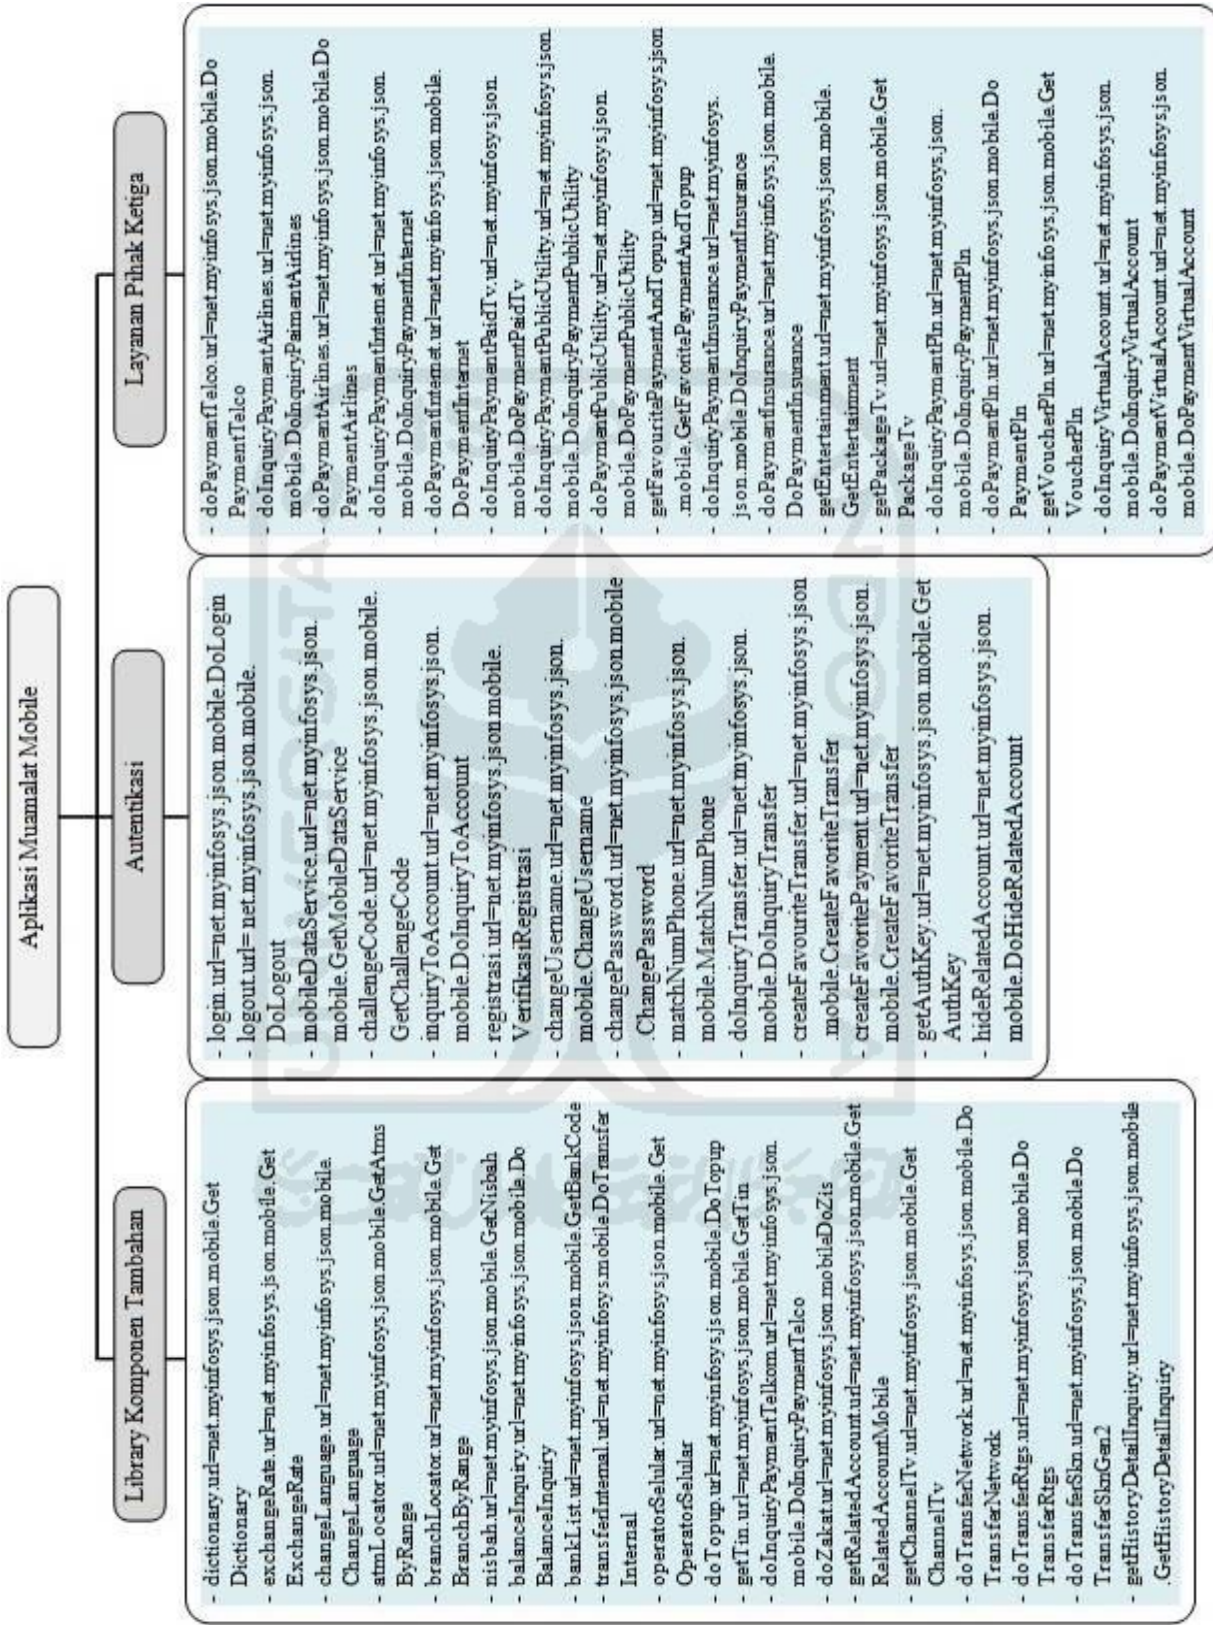 Aplikasi Muamalat Mobile
Library Komponen Tambahan
- dictionary.url=net.myinfosys.json.mobile.Get
Dictionary
- exchangeRate.url=net.myinfosys.json.mobile.Get
ExchangeRate
- changeLanguage.url=net.myinfosys.json.mobile.
ChangeLanguage
- atmLocator.url=net.myinfosys.json.mobile.GetAtms
ByRange
- branchLocator.url=net.myinfosys.json.mobile.Get
BranchByRange
- nisbah.url=net.myinfosys.json.mobile.GetNisbah
- balanceInquiry.url=net.myinfosys.json.mobile.Do
BalanceInquiry
- bankList.url=net.myinfosys.json.mobile.GetBankCode
- transferInternal.url=net.myinfosys.mobile.DoTransfer
Internal
- operatorSelular.url=net.myinfosys.json.mobile.Get
OperatorSelular
- doTopup.url=net.myinfosys.json.mobile.DoTopup
- getTin.url=net.myinfosys.json.mobile.GetTin
- doInquiryPaymentTelkom.url=net.myinfosys.json.
mobile.DoInquiryPaymentTelco
- doZakat.url=net.myinfosys.json.mobileDoZis
- getRelatedAccount.url=net.myinfosys.json.mobile.Get
RelatedAccountMobile
- getChannelTv.url=net.myinfosys.json.mobile.Get
ChannelTv
- doTransferNetwork.url=net.myinfosys.json.mobile.Do
TransferNetwork
- doTransferRtgs.url=net.myinfosys.json.mobile.Do
TransferRtgs
- doTransferSkn.url=net.myinfosys.json.mobile.Do
TransferSknGen2
- getHistoryDetailInquiry.url=net.myinfosys.json.mobile
.GetHistoryDetailInquiry
Autentikasi
- login.url=net.myinfosys.json.mobile.DoLogin
- logout.url= net.myinfosys.json.mobile.
DoLogout
- mobileDataService.url=net.myinfosys.json.
mobile.GetMobileDataService
- challengeCode.url=net.myinfosys.json.mobile.
GetChallengeCode
- inquiryToAccount.url=net.myinfosys.json.
mobile.DoInquiryToAccount
- registrasi.url=net.myinfosys.json.mobile.
VerifikasiRegistrasi
- changeUsername.url=net.myinfosys.json.
mobile.ChangeUsername
- changePassword.url=net.myinfosys.json.mobile
.ChangePassword
- matchNumPhone.url=net.myinfosys.json.
mobile.MatchNumPhone
- doInquiryTransfer.url=net.myinfosys.json.
mobile.DoInquiryTransfer
- createFavouriteTransfer.url=net.myinfosys.json
.mobile.CreateFavoriteTransfer
- createFavoritePayment.url=net.myinfosys.json.
mobile.CreateFavoriteTransfer
- getAuthKey.url=net.myinfosys.json.mobile.Get
AuthKey
- hideRelatedAccount.url=net.myinfosys.json.
mobile.DoHideRelatedAccount
Layanan Pihak Ketiga
- doPaymentTelco.url=net.myinfosys.json.mobile.Do
PaymentTelco
- doInquiryPaymentAirlines.url=net.myinfosys.json.
mobile.DoInquiryPaimentAirlines
- doPaymentAirlines.url=net.myinfosys.json.mobile.Do
PaymentAirlines
- doInquiryPaymentInternet.url=net.myinfosys.json.
mobile.DoInquiryPaymentInternet
- doPaymentInternet.url=net.myinfosys.json.mobile.
DoPaymentInternet
- doInquiryPaymentPaidTv.url=net.myinfosys.json.
mobile.DoPaymentPaidTv
- doInquiryPaymentPublicUtility.url=net.myinfosys.json.
mobile.DoInquiryPaymentPublicUtility
- doPaymentPublicUtility.url=net.myinfosys.json.
mobile.DoPaymentPublicUtility
- getFavouritePaymentAndTopup.url=net.myinfosys.json
.mobile.GetFavoritePaymentAndTopup
- doInquiryPaymentInsurance.url=net.myinfosys.
json.mobile.DoInquiryPaymentInsurance
- doPaymentInsurance.url=net.myinfosys.json.mobile.
DoPaymentInsurance
- getEntertainment.url=net.myinfosys.json.mobile.
GetEntertainment
- getPackageTv.url=net.myinfosys.json.mobile.Get
PackageTv
- doInquiryPaymentPln.url=net.myinfosys.json.
mobile.DoInquiryPaymentPln
- doPaymentPln.url=net.myinfosys.json.mobile.Do
PaymentPln
- getVoucherPln.url=net.myinfosys.json.mobile.Get
VoucherPln
- doInquiryVirtualAccount.url=net.myinfosys.json.
mobile.DoInquiryVirtualAccount
- doPaymentVirtualAccount.url=net.myinfosys.json.
mobile.DoPaymentVirtualAccount
UNIVERSITAS
ISLAM
INDONESIA